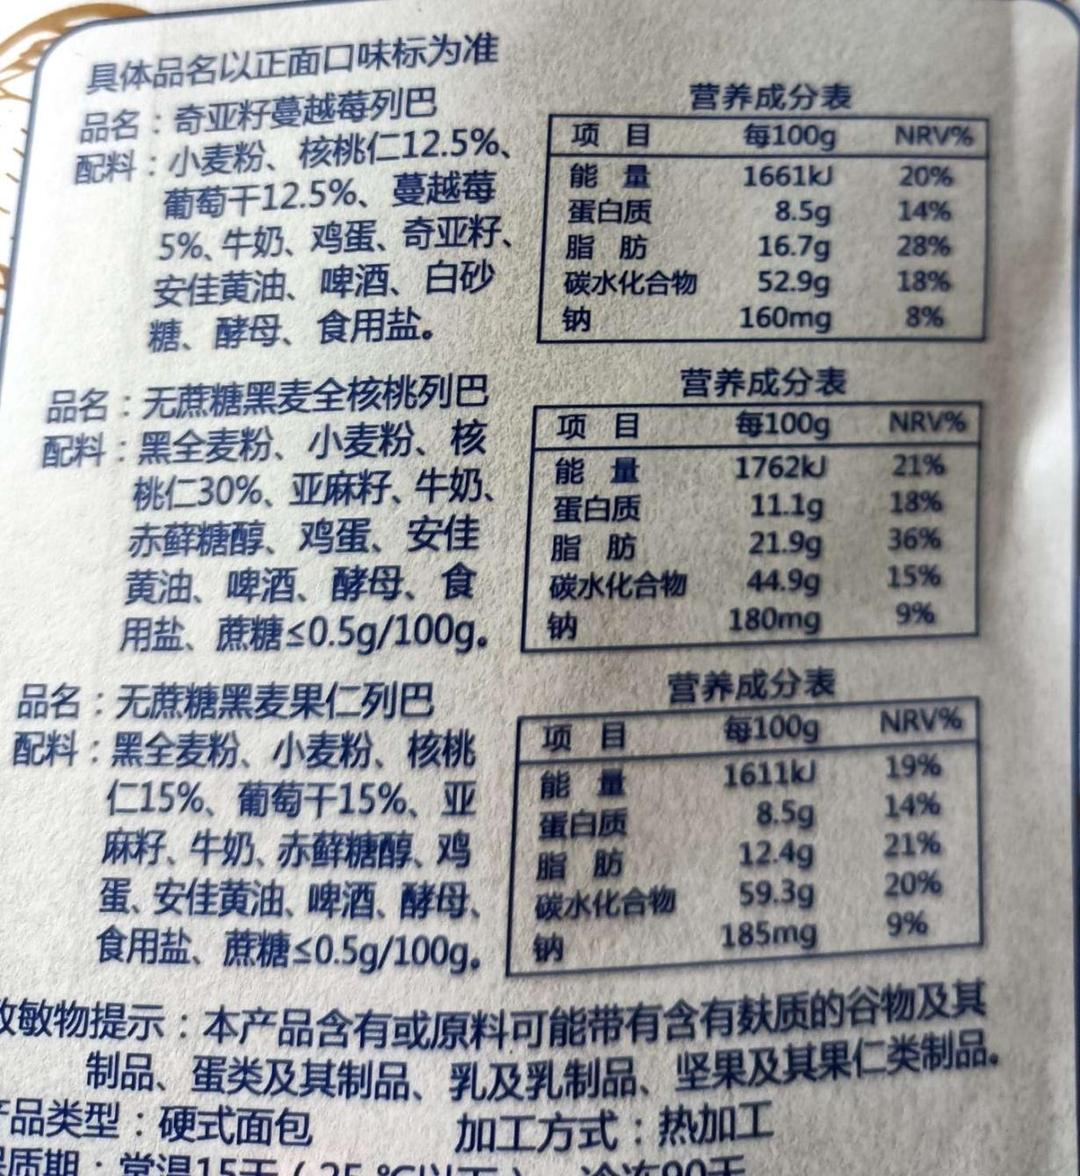 具体品名以正面口味标为准
品名：奇亚籽蔓越莓列巴
配料：小麦粉、核桃仁12.5%、
葡萄干12.5%、蔓越莓
5%、牛奶、鸡蛋、奇亚籽、
安佳黄油、啤酒、白砂
糖、酵母、食用盐。
营养成分表
项 目 每100g NRV%
能 量 1661kJ 20%
蛋白质 8.5g 14%
脂 肪 16.7g 28%
碳水化合物 52.9g 18%
钠 160mg 8%
品名：无蔗糖黑麦全核桃列巴
配料：黑全麦粉、小麦粉、核
桃仁30%、亚麻籽、牛奶、
赤藓糖醇、鸡蛋、安佳
黄油、啤酒、酵母、食
用盐、蔗糖≤0.5g/100g。
营养成分表
项 目 每100g NRV%
能 量 1762kJ 21%
蛋白质 11.1g 18%
脂 肪 21.9g 36%
碳水化合物 44.9g 15%
钠 180mg 9%
品名：无蔗糖黑麦果仁列巴
配料：黑全麦粉、小麦粉、核桃
仁15%、葡萄干15%、亚
麻籽、牛奶、赤藓糖醇、鸡
蛋、安佳黄油、啤酒、酵母、
食用盐、蔗糖≤0.5g/100g。
营养成分表
项 目 每100g NRV%
能 量 1611kJ 19%
蛋白质 8.5g 14%
脂 肪 12.4g 21%
碳水化合物 59.3g 20%
钠 185mg 9%
敏物提示：本产品含有或原料可能带有含有麸质的谷物及其
制品、蛋类及其制品、乳及乳制品、坚果及其果仁类制品。
品类型：硬式面包 加工方式：热加工
质期：常温15天（25℃以下） 冷冻90天